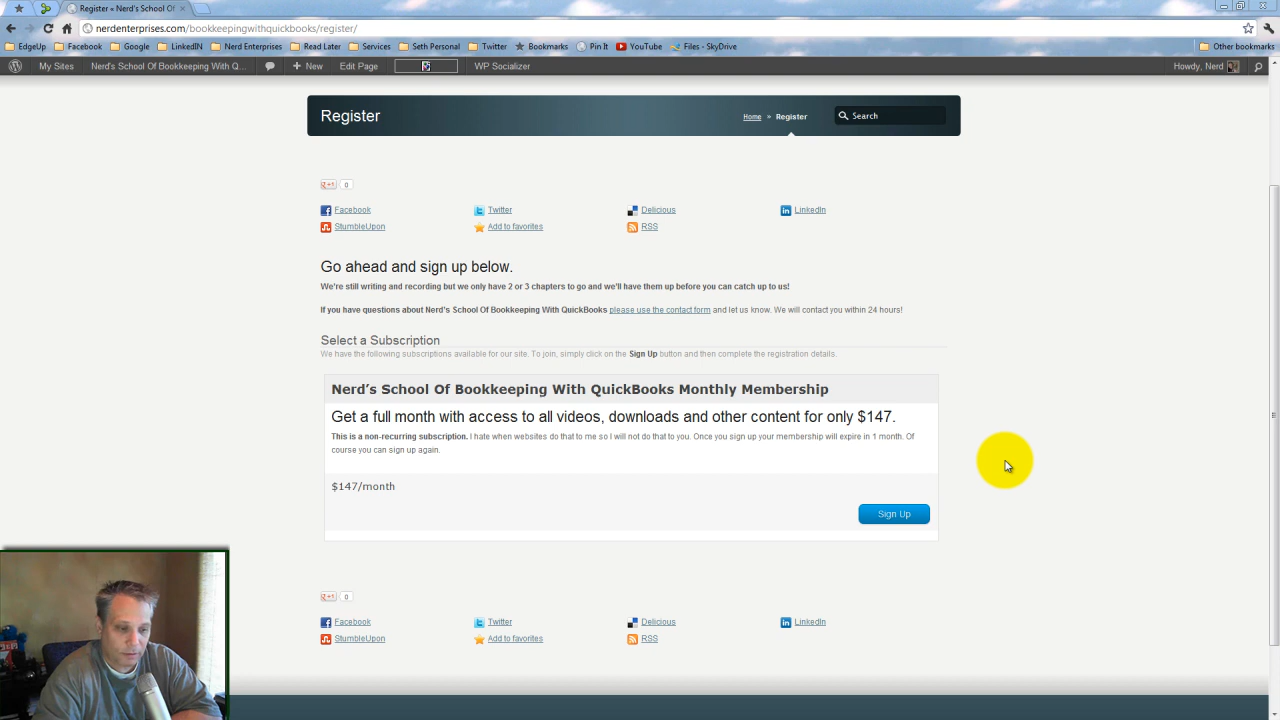 Register « Nerd's School Of
nerdenterprises.com/bookkeepingwithquickbooks/register/
EdgeUp Facebook Google LinkedIN Nerd Enterprises Read Later Services Seth Personal Twitter Bookmarks Pin It YouTube Files - SkyDrive Other bookmarks
My Sites Nerd's School Of Bookkeeping With Q... + New Edit Page WP Socializer Howdy, Nerd
Register Home » Register Search
+1 0
Facebook Twitter Delicious LinkedIn
StumbleUpon Add to favorites RSS
Go ahead and sign up below.
We're still writing and recording but we only have 2 or 3 chapters to go and we'll have them up before you can catch up to us!
If you have questions about Nerd's School Of Bookkeeping With QuickBooks please use the contact form and let us know. We will contact you within 24 hours!
Select a Subscription
We have the following subscriptions available for our site. To join, simply click on the Sign Up button and then complete the registration details.
Nerd's School Of Bookkeeping With QuickBooks Monthly Membership
Get a full month with access to all videos, downloads and other content for only $147.
This is a non-recurring subscription. I hate when websites do that to me so I will not do that to you. Once you sign up your membership will expire in 1 month. Of
course you can sign up again.
$147/month
Sign Up
+1 0
Facebook Twitter Delicious LinkedIn
StumbleUpon Add to favorites RSS